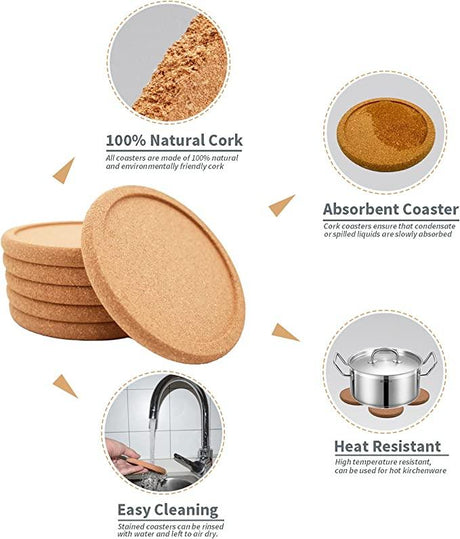 100% Natural Cork
All coasters are made of 100% natural
and environmentally friendly cork
Absorbent Coaster
Cork coasters ensure that condensate
or spilled liquids are slowly absorbed
Heat Resistant
High temperature resistant,
can be used for hot kirchenware
Easy Cleaning
Stained coasters can be rinsed
with water and left to air dry.